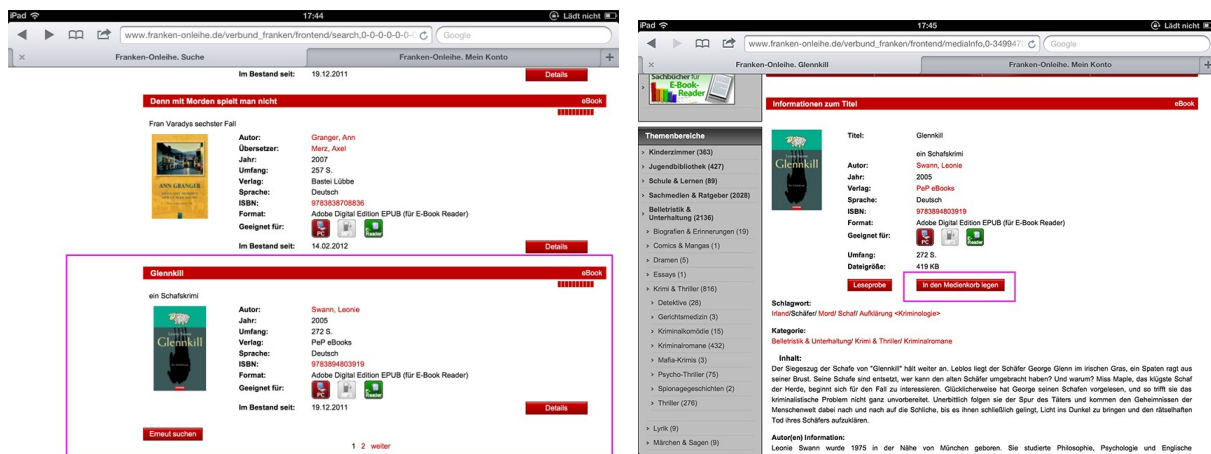 iPad 17:44 Lädt nicht
www.franken-onleihe.de/verbund_franken/frontend/search,0-0-0-0-0-0- Google
Franken-Onleihe. Suche Franken-Onleihe. Mein Konto
Im Bestand seit: 19.12.2011 Details
Denn mit Morden spielt man nicht eBook
Fran Varadys sechster Fall
Autor: Granger, Ann
Übersetzer: Merz, Axel
Jahr: 2007
Umfang: 257 S.
Verlag: Bastei Lübbe
Sprache: Deutsch
ISBN: 9783838708836
Format: Adobe Digital Edition EPUB (für E-Book Reader)
Geeignet für: PC Reader
Im Bestand seit: 14.02.2012 Details
ANN GRANGER
Glennkill eBook
ein Schafskrimi
Autor: Swann, Leonie
Jahr: 2005
Umfang: 272 S.
Verlag: PeP eBooks
Sprache: Deutsch
ISBN: 9783894803919
Format: Adobe Digital Edition EPUB (für E-Book Reader)
Geeignet für: PC Reader
Im Bestand seit: 19.12.2011 Details
Glennkill
Erneut suchen
1 2 weiter
iPad 17:45 Lädt nicht
www.franken-onleihe.de/verbund_franken/frontend/mediaInfo,0-34994 Google
Franken-Onleihe. Glennkill Franken-Onleihe. Mein Konto
Sachbücher für
E-Book-
Reader
Themenbereiche
Kinderzimmer (363)
Jugendbibliothek (427)
Schule & Lernen (89)
Sachmedien & Ratgeber (2028)
Belletristik &
Unterhaltung (2136)
Biografien & Erinnerungen (19)
Comics & Mangas (1)
Dramen (5)
Essays (1)
Krimi & Thriller (816)
Detektive (28)
Gerichtsmedizin (3)
Kriminalkomödie (15)
Kriminalromane (432)
Mafia-Krimis (3)
Psycho-Thriller (75)
Spionagegeschichten (2)
Thriller (276)
Lyrik (9)
Märchen & Sagen (9)
Informationen zum Titel eBook
Glennkill
Titel: Glennkill
ein Schafskrimi
Autor: Swann, Leonie
Jahr: 2005
Verlag: PeP eBooks
Sprache: Deutsch
ISBN: 9783894803919
Format: Adobe Digital Edition EPUB (für E-Book Reader)
Geeignet für: PC Reader
Umfang: 272 S.
Dateigröße: 419 KB
Leseprobe In den Medienkorb legen
Schlagwort:
Irland/Schäfer/ Mord/ Schaf/ Aufklärung <Kriminologie>
Kategorie:
Belletristik & Unterhaltung/ Krimi & Thriller/ Kriminalromane
Inhalt:
Der Siegeszug der Schafe von "Glennkill" hält weiter an. Leblos liegt der Schäfer George Glenn im irischen Gras, ein Spaten ragt aus
seiner Brust. Seine Schafe sind entsetzt, wer kann den alten Schäfer umgebracht haben? Und warum? Miss Maple, das klügste Schaf
der Herde, beginnt sich für den Fall zu interessieren. Glücklicherweise hat George seinen Schafen vorgelesen, und so trifft sie das
kriminalistische Problem nicht ganz unvorbereitet. Unerbittlich folgen sie der Spur des Täters und kommen den Geheimnissen der
Menschenwelt dabei nach und nach auf die Schliche, bis es ihnen schließlich gelingt, Licht ins Dunkel zu bringen und den rätselhaften
Tod ihres Schäfers aufzuklären.
Autor(en) Information:
Leonie Swann wurde 1975 in der Nähe von München geboren. Sie studierte Philosophie, Psychologie und Englische